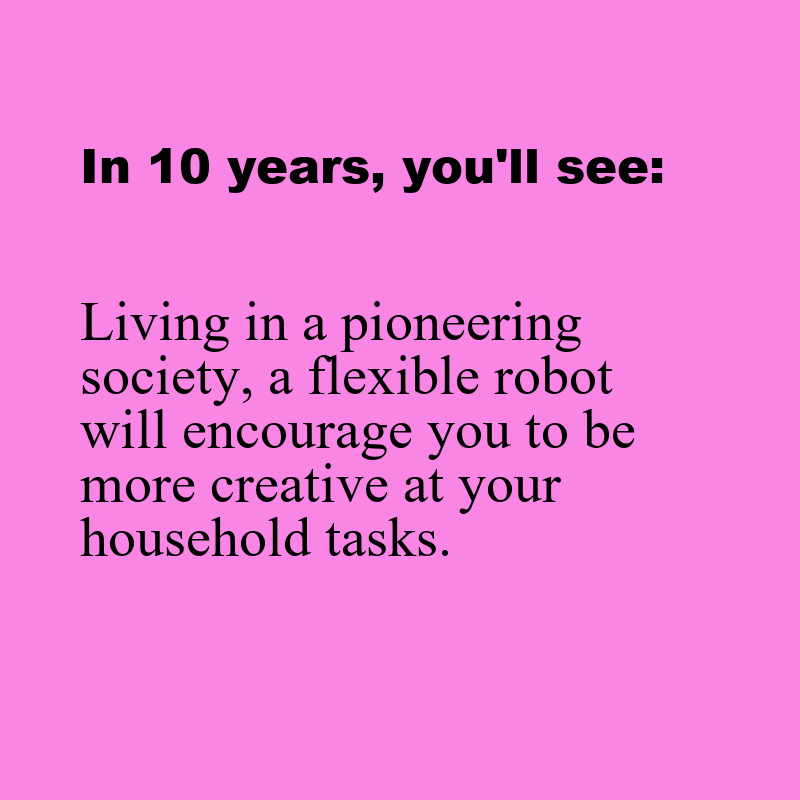 In 10 years, you'll see:
Living in a pioneering
society, a flexible robot
will encourage you to be
more creative at your
household tasks.